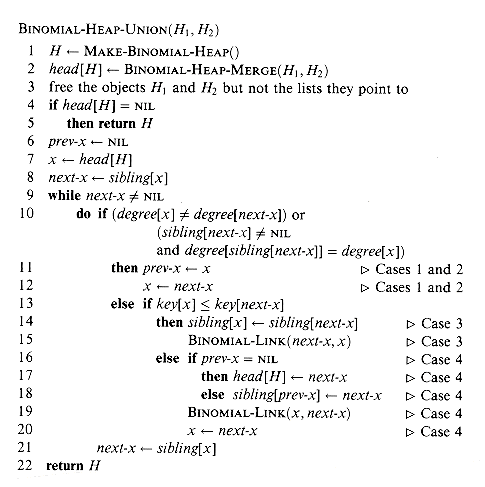 BINOMIAL-HEAP-UNION(H1, H2)
1 H ← MAKE-BINOMIAL-HEAP()
2 head[H] ← BINOMIAL-HEAP-MERGE(H1, H2)
3 free the objects H1 and H2 but not the lists they point to
4 if head[H] = NIL
5 then return H
6 prev-x ← NIL
7 x ← head[H]
8 next-x ← sibling[x]
9 while next-x ≠ NIL
10 do if (degree[x] ≠ degree[next-x]) or
(sibling[next-x] ≠ NIL
and degree[sibling[next-x]] = degree[x])
11 then prev-x ← x ▷ Cases 1 and 2
12 x ← next-x ▷ Cases 1 and 2
13 else if key[x] ≤ key[next-x]
14 then sibling[x] ← sibling[next-x] ▷ Case 3
15 BINOMIAL-LINK(next-x, x) ▷ Case 3
16 else if prev-x = NIL ▷ Case 4
17 then head[H] ← next-x ▷ Case 4
18 else sibling[prev-x] ← next-x ▷ Case 4
19 BINOMIAL-LINK(x, next-x) ▷ Case 4
20 x ← next-x ▷ Case 4
21 next-x ← sibling[x]
22 return H